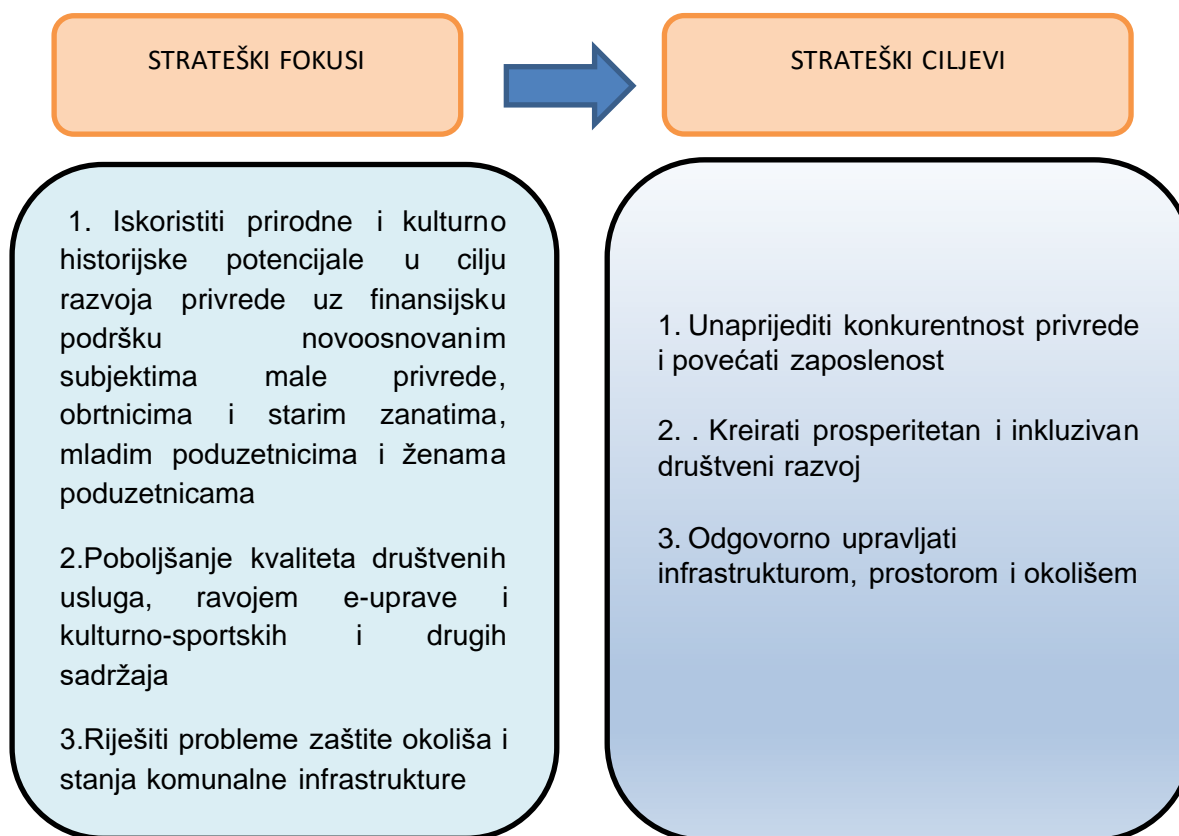 STRATEŠKI FOKUSI
STRATEŠKI CILJEVI
1. Iskoristiti prirodne i kulturno
historijske potencijale u cilju
razvoja privrede uz finansijsku
podršku novoosnovanim
subjektima male privrede,
obrtnicima i starim zanatima,
mladim poduzetnicima i ženama
poduzetnicama
2.Poboljšanje kvaliteta društvenih
usluga, ravojem e-uprave i
kulturno-sportskih i drugih
sadržaja
3.Riješiti probleme zaštite okoliša i
stanja komunalne infrastrukture
1. Unaprijediti konkurentnost privrede
i povećati zaposlenost
2. . Kreirati prosperitetan i inkluzivan
društveni razvoj
3. Odgovorno upravljati
infrastrukturom, prostorom i okolišem